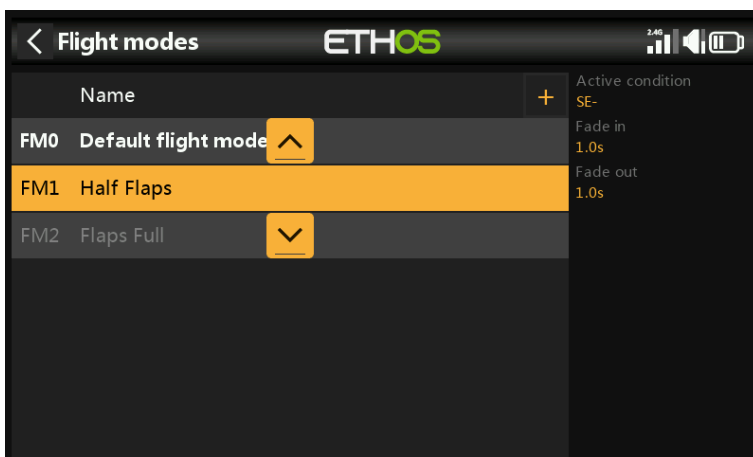 Flight modes
ETHOS
2.4G
Name
+
Active condition
SE-
FM0 Default flight mode
Fade in
1.0s
FM1 Half Flaps
Fade out
1.0s
FM2 Flaps Full